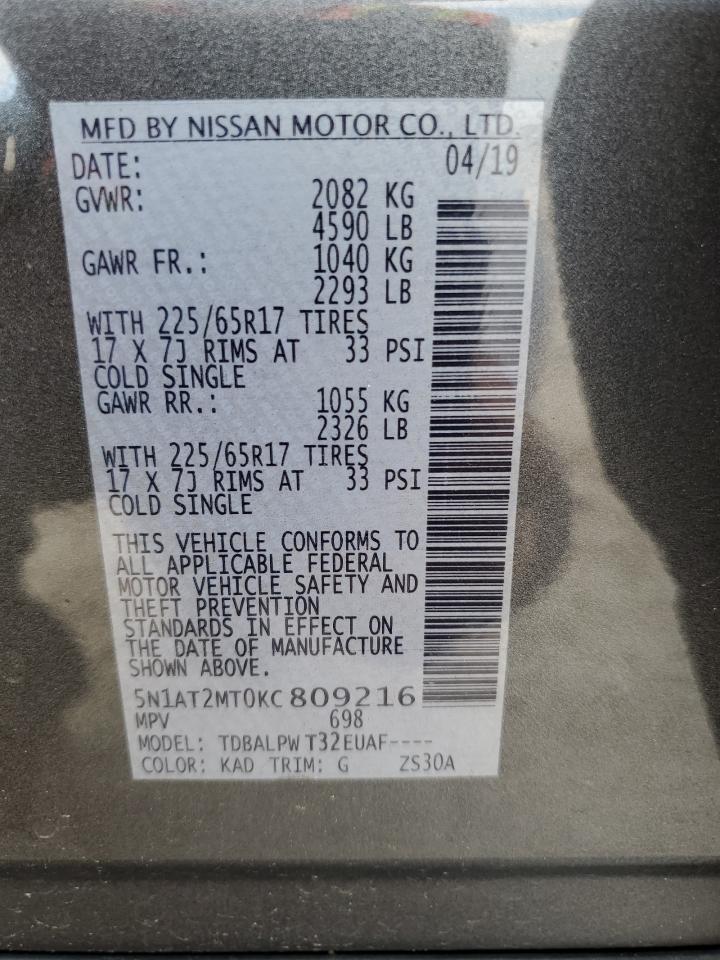 MFD BY NISSAN MOTOR CO., LTD.
DATE: 04/19
GVWR: 2082 KG
4590 LB
GAWR FR.: 1040 KG
2293 LB
WITH 225/65R17 TIRES
17 X 7J RIMS AT 33 PSI
COLD SINGLE
GAWR RR.: 1055 KG
2326 LB
WITH 225/65R17 TIRES
17 X 7J RIMS AT 33 PSI
COLD SINGLE
THIS VEHICLE CONFORMS TO
ALL APPLICABLE FEDERAL
MOTOR VEHICLE SAFETY AND
THEFT PREVENTION
STANDARDS IN EFFECT ON
THE DATE OF MANUFACTURE
SHOWN ABOVE.
5N1AT2MT0KC809216
MPV 698
MODEL: TDBALPW T32EUAF----
COLOR: KAD TRIM: G ZS30A